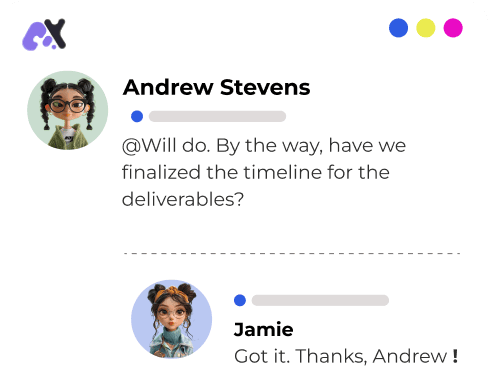 AX
Andrew Stevens
@Will do. By the way, have we
finalized the timeline for the
deliverables?
Jamie
Got it. Thanks, Andrew !